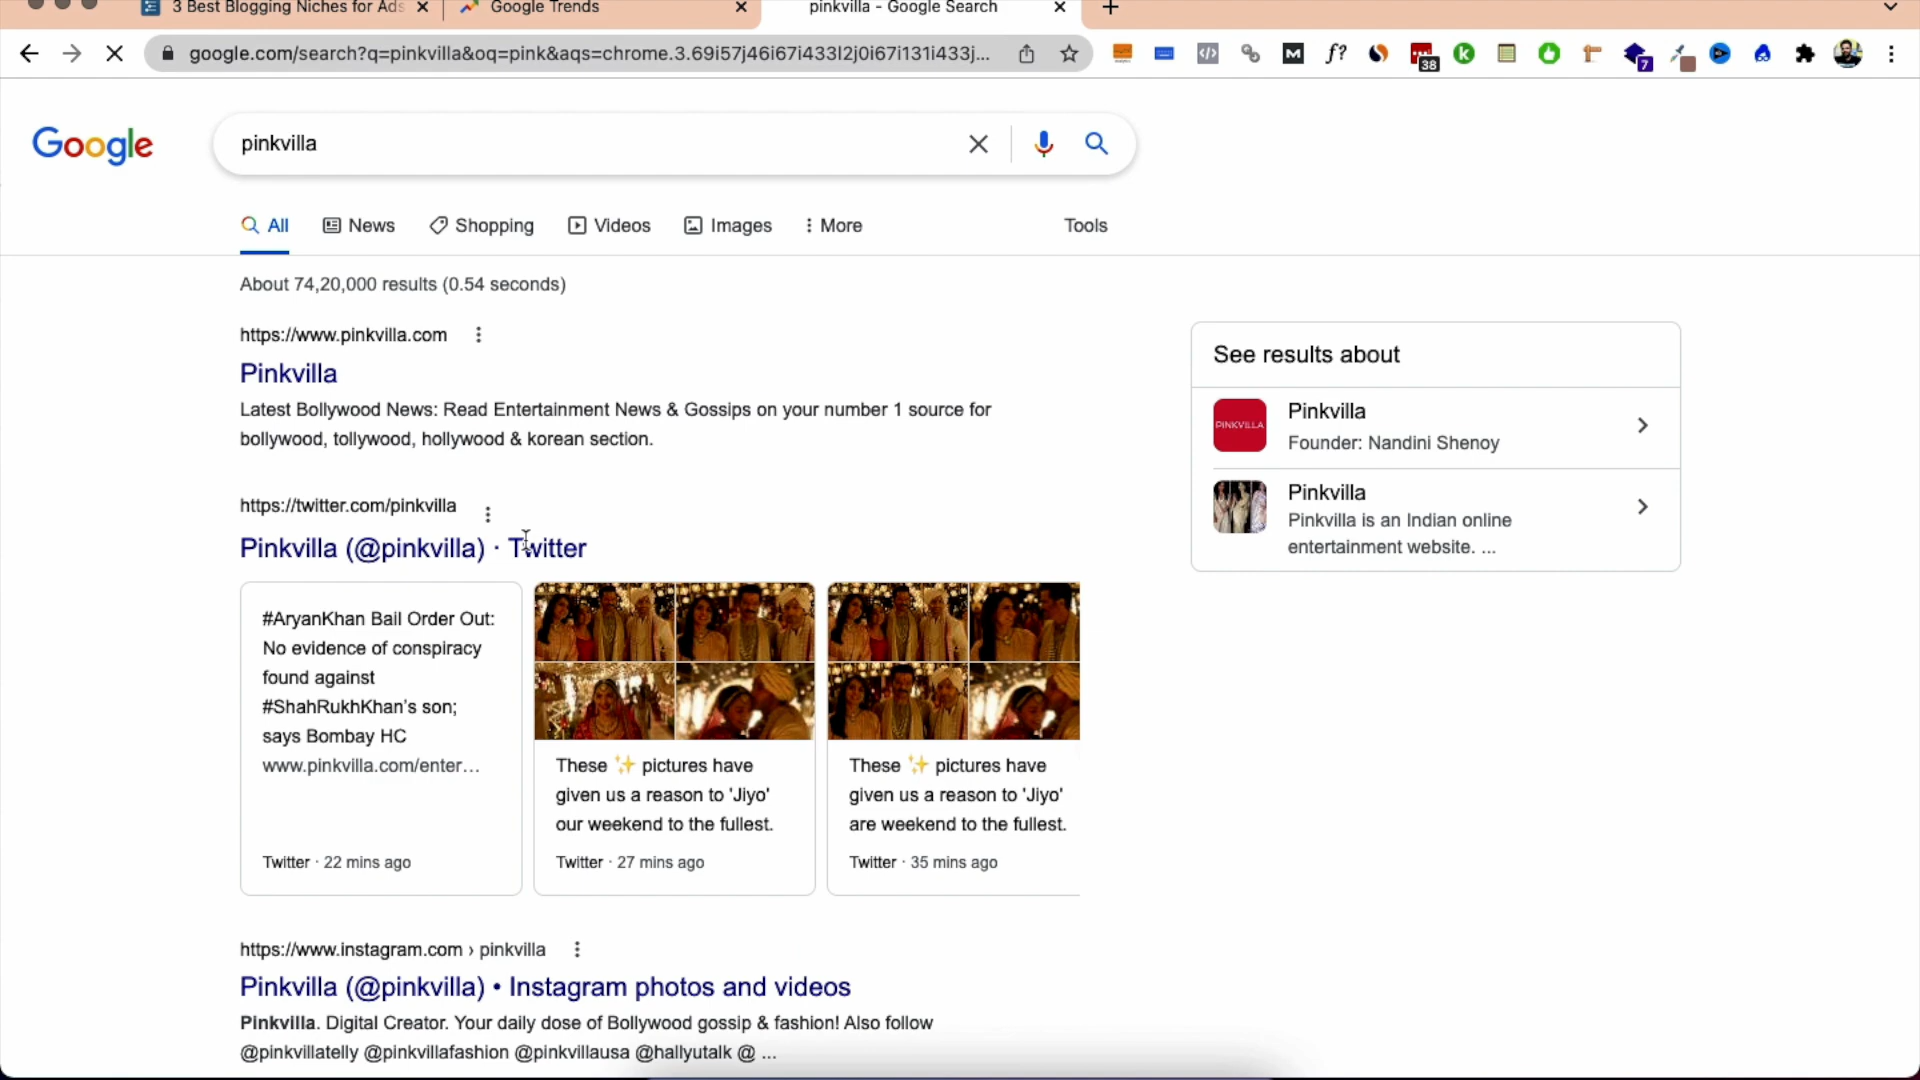 3 Best Blogging Niches for Ads
Google Trends
pinkvilla - Google Search
google.com/search?q=pinkvilla&oq=pink&aqs=chrome.3.69i57j46i67i433l2j0i67i131i433j...
38
7
Google
pinkvilla
All
News
Shopping
Videos
Images
More
Tools
About 74,20,000 results (0.54 seconds)
https://www.pinkvilla.com
Pinkvilla
Latest Bollywood News: Read Entertainment News & Gossips on your number 1 source for
bollywood, tollywood, hollywood & korean section.
https://twitter.com/pinkvilla
Pinkvilla (@pinkvilla) · Twitter
#AryanKhan Bail Order Out:
No evidence of conspiracy
found against
#ShahRukhKhan's son;
says Bombay HC
www.pinkvilla.com/enter...
Twitter · 22 mins ago
These ✨ pictures have
given us a reason to 'Jiyo'
our weekend to the fullest.
Twitter · 27 mins ago
These ✨ pictures have
given us a reason to 'Jiyo'
are weekend to the fullest.
Twitter · 35 mins ago
https://www.instagram.com › pinkvilla
Pinkvilla (@pinkvilla) • Instagram photos and videos
Pinkvilla. Digital Creator. Your daily dose of Bollywood gossip & fashion! Also follow
@pinkvillatelly @pinkvillafashion @pinkvillausa @hallyutalk @ ...
See results about
PINKVILLA
Pinkvilla
Founder: Nandini Shenoy
Pinkvilla
Pinkvilla is an Indian online
entertainment website. ...